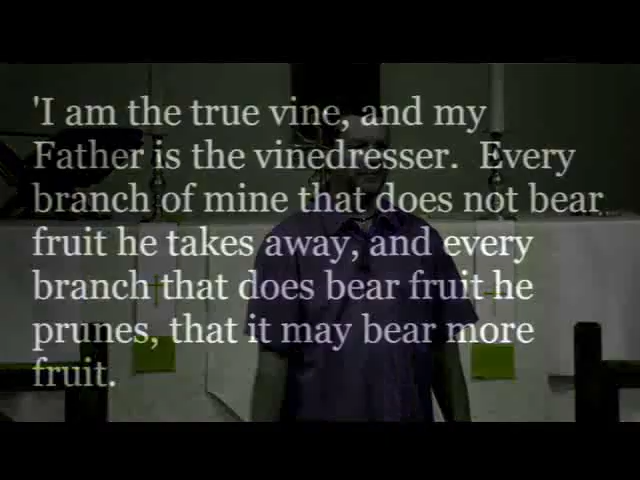 'I am the true vine, and my
Father is the vinedresser.  Every
branch of mine that does not bear
fruit he takes away, and every
branch that does bear fruit he
prunes, that it may bear more
fruit.